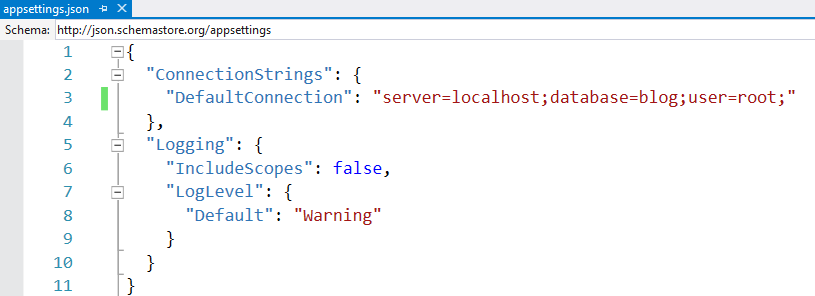 appsettings.json
Schema: http://json.schemastore.org/appsettings
1 {
2 "ConnectionStrings": {
3 "DefaultConnection": "server=localhost;database=blog;user=root;"
4 },
5 "Logging": {
6 "IncludeScopes": false,
7 "LogLevel": {
8 "Default": "Warning"
9 }
10 }
11 }